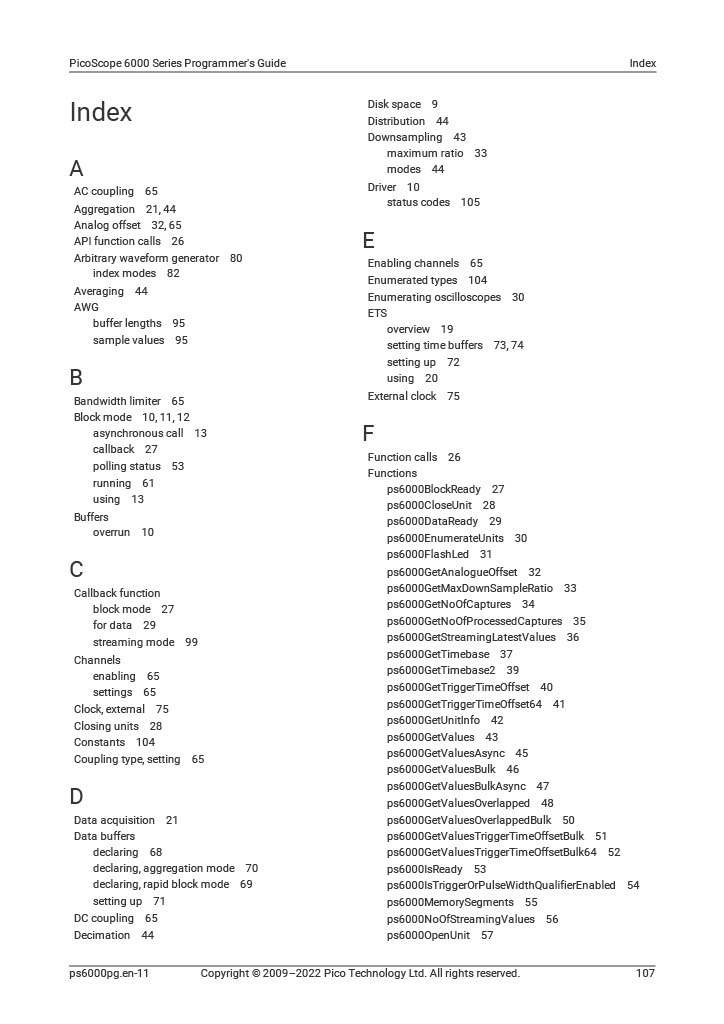 PicoScope 6000 Series Programmer's Guide Index
Index
A
AC coupling 65
Aggregation 21, 44
Analog offset 32, 65
API function calls 26
Arbitrary waveform generator 80
index modes 82
Averaging 44
AWG
buffer lengths 95
sample values 95
B
Bandwidth limiter 65
Block mode 10, 11, 12
asynchronous call 13
callback 27
polling status 53
running 61
using 13
Buffers
overrun 10
C
Callback function
block mode 27
for data 29
streaming mode 99
Channels
enabling 65
settings 65
Clock, external 75
Closing units 28
Constants 104
Coupling type, setting 65
D
Data acquisition 21
Data buffers
declaring 68
declaring, aggregation mode 70
declaring, rapid block mode 69
setting up 71
DC coupling 65
Decimation 44
Disk space 9
Distribution 44
Downsampling 43
maximum ratio 33
modes 44
Driver 10
status codes 105
E
Enabling channels 65
Enumerated types 104
Enumerating oscilloscopes 30
ETS
overview 19
setting time buffers 73, 74
setting up 72
using 20
External clock 75
F
Function calls 26
Functions
ps6000BlockReady 27
ps6000CloseUnit 28
ps6000DataReady 29
ps6000EnumerateUnits 30
ps6000FlashLed 31
ps6000GetAnalogueOffset 32
ps6000GetMaxDownSampleRatio 33
ps6000GetNoOfCaptures 34
ps6000GetNoOfProcessedCaptures 35
ps6000GetStreamingLatestValues 36
ps6000GetTimebase 37
ps6000GetTimebase2 39
ps6000GetTriggerTimeOffset 40
ps6000GetTriggerTimeOffset64 41
ps6000GetUnitInfo 42
ps6000GetValues 43
ps6000GetValuesAsync 45
ps6000GetValuesBulk 46
ps6000GetValuesBulkAsync 47
ps6000GetValuesOverlapped 48
ps6000GetValuesOverlappedBulk 50
ps6000GetValuesTriggerTimeOffsetBulk 51
ps6000GetValuesTriggerTimeOffsetBulk64 52
ps6000IsReady 53
ps6000IsTriggerOrPulseWidthQualifierEnabled 54
ps6000MemorySegments 55
ps6000NoOfStreamingValues 56
ps6000OpenUnit 57
ps6000pg.en-11 Copyright © 2009–2022 Pico Technology Ltd. All rights reserved. 107